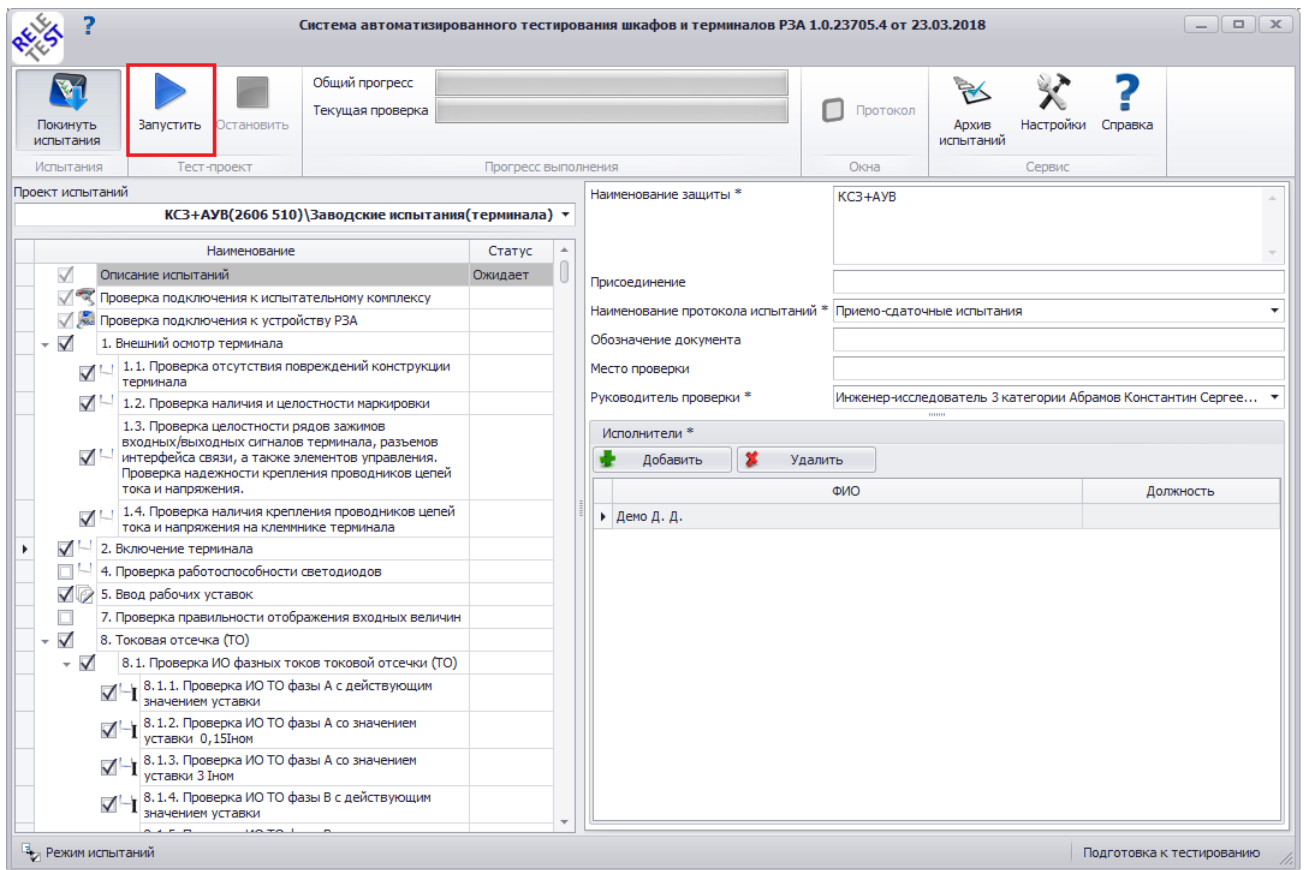 RELE TEST
?
Система автоматизированного тестирования шкафов и терминалов РЗА 1.0.23705.4 от 23.03.2018
Покинуть
испытания
Запустить
Остановить
Общий прогресс
Текущая проверка
Протокол
Архив
испытаний
Настройки
Справка
Испытания
Тест-проект
Прогресс выполнения
Окна
Сервис
Проект испытаний
КСЗ+АУВ(2606 510)\Заводские испытания(терминала)
Наименование
Статус
Описание испытаний
Ожидает
Проверка подключения к испытательному комплексу
Проверка подключения к устройству РЗА
1. Внешний осмотр терминала
1.1. Проверка отсутствия повреждений конструкции
терминала
1.2. Проверка наличия и целостности маркировки
1.3. Проверка целостности рядов зажимов
входных/выходных сигналов терминала, разъемов
интерфейса связи, а также элементов управления.
Проверка надежности крепления проводников цепей
тока и напряжения.
1.4. Проверка наличия крепления проводников цепей
тока и напряжения на клеммнике терминала
2. Включение терминала
4. Проверка работоспособности светодиодов
5. Ввод рабочих уставок
7. Проверка правильности отображения входных величин
8. Токовая отсечка (ТО)
8.1. Проверка ИО фазных токов токовой отсечки (ТО)
8.1.1. Проверка ИО ТО фазы А с действующим
значением уставки
8.1.2. Проверка ИО ТО фазы А со значением
уставки 0,15Iном
8.1.3. Проверка ИО ТО фазы А со значением
уставки 3 Iном
8.1.4. Проверка ИО ТО фазы В с действующим
значением уставки
Наименование защиты *
КСЗ+АУВ
Присоединение
Наименование протокола испытаний *
Приемо-сдаточные испытания
Обозначение документа
Место проверки
Руководитель проверки *
Инженер-исследователь 3 категории Абрамов Константин Сергее...
Исполнители *
Добавить
Удалить
ФИО
Должность
Демо Д. Д.
Режим испытаний
Подготовка к тестированию